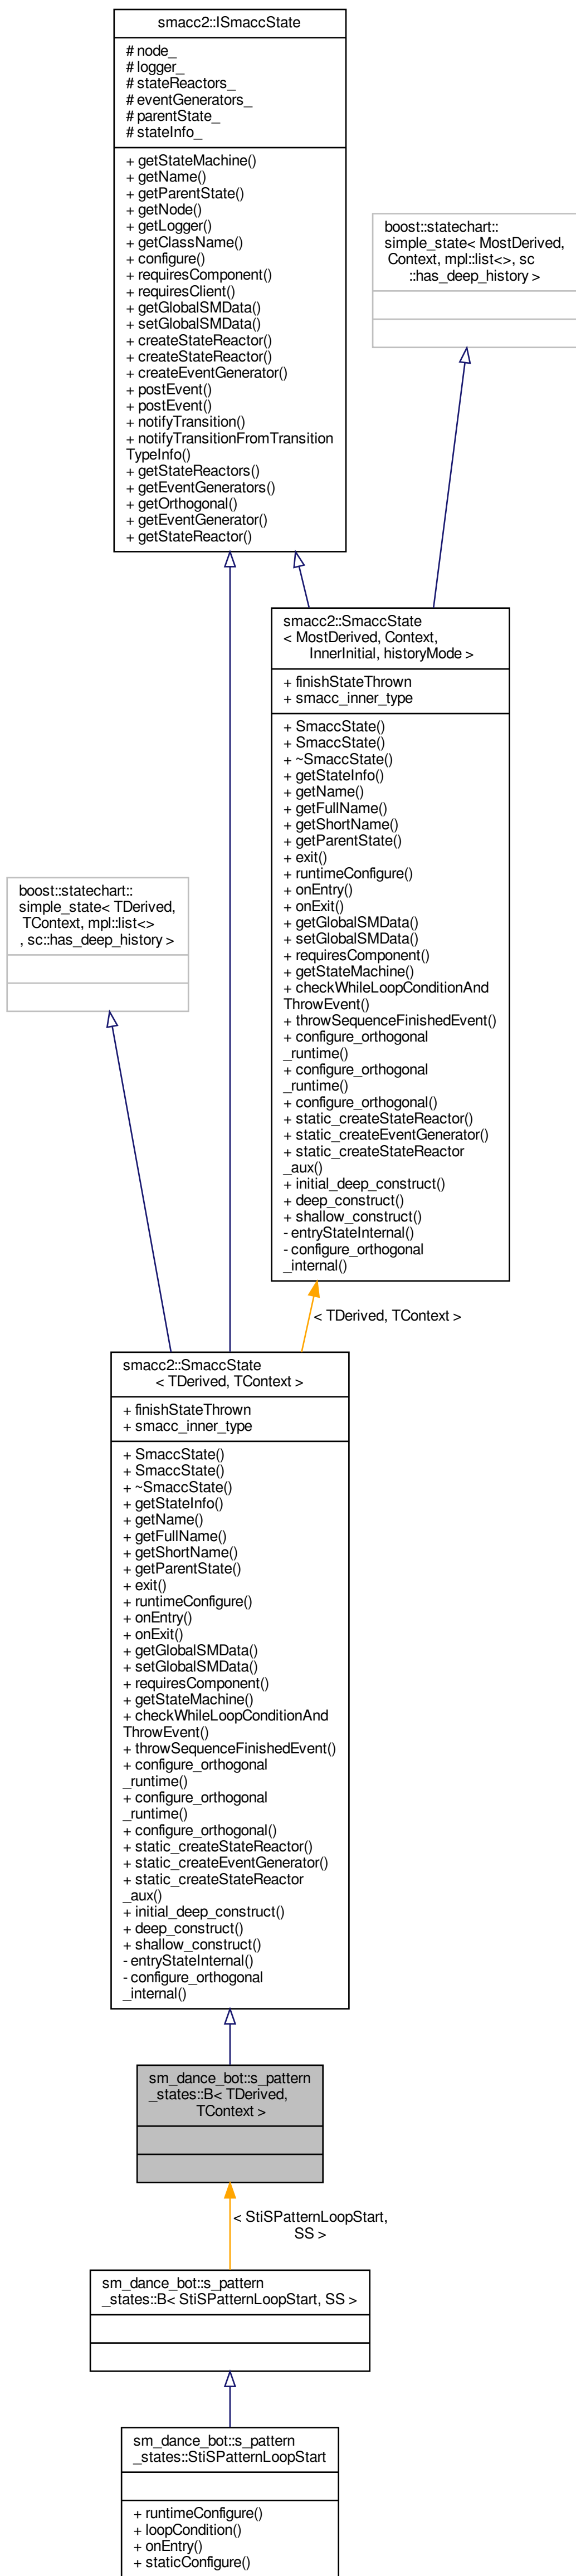 smacc2::ISmaccState
# node_
# logger_
# stateReactors_
# eventGenerators_
# parentState_
# stateInfo_
+ getStateMachine()
+ getName()
+ getParentState()
+ getNode()
+ getLogger()
+ getClassName()
+ configure()
+ requiresComponent()
+ requiresClient()
+ getGlobalSMData()
+ setGlobalSMData()
+ createStateReactor()
+ createStateReactor()
+ createEventGenerator()
+ postEvent()
+ postEvent()
+ notifyTransition()
+ notifyTransitionFromTransition
TypeInfo()
+ getStateReactors()
+ getEventGenerators()
+ getOrthogonal()
+ getEventGenerator()
+ getStateReactor()
boost::statechart::
simple_state< MostDerived,
Context, mpl::list<>, sc
::has_deep_history >
smacc2::SmaccState
< MostDerived, Context,
InnerInitial, historyMode >
+ finishStateThrown
+ smacc_inner_type
+ SmaccState()
+ SmaccState()
+ ~SmaccState()
+ getStateInfo()
+ getName()
+ getFullName()
+ getShortName()
+ getParentState()
+ exit()
+ runtimeConfigure()
+ onEntry()
+ onExit()
+ getGlobalSMData()
+ setGlobalSMData()
+ requiresComponent()
+ getStateMachine()
+ checkWhileLoopConditionAnd
ThrowEvent()
+ throwSequenceFinishedEvent()
+ configure_orthogonal
_runtime()
+ configure_orthogonal
_runtime()
+ configure_orthogonal()
+ static_createStateReactor()
+ static_createEventGenerator()
+ static_createStateReactor
_aux()
+ initial_deep_construct()
+ deep_construct()
+ shallow_construct()
- entryStateInternal()
- configure_orthogonal
_internal()
boost::statechart::
simple_state< TDerived,
TContext, mpl::list<>
, sc::has_deep_history >
< TDerived, TContext >
smacc2::SmaccState
< TDerived, TContext >
+ finishStateThrown
+ smacc_inner_type
+ SmaccState()
+ SmaccState()
+ ~SmaccState()
+ getStateInfo()
+ getName()
+ getFullName()
+ getShortName()
+ getParentState()
+ exit()
+ runtimeConfigure()
+ onEntry()
+ onExit()
+ getGlobalSMData()
+ setGlobalSMData()
+ requiresComponent()
+ getStateMachine()
+ checkWhileLoopConditionAnd
ThrowEvent()
+ throwSequenceFinishedEvent()
+ configure_orthogonal
_runtime()
+ configure_orthogonal
_runtime()
+ configure_orthogonal()
+ static_createStateReactor()
+ static_createEventGenerator()
+ static_createStateReactor
_aux()
+ initial_deep_construct()
+ deep_construct()
+ shallow_construct()
- entryStateInternal()
- configure_orthogonal
_internal()
sm_dance_bot::s_pattern
_states::B< TDerived,
TContext >
< StiSPatternLoopStart,
SS >
sm_dance_bot::s_pattern
_states::B< StiSPatternLoopStart, SS >
sm_dance_bot::s_pattern
_states::StiSPatternLoopStart
+ runtimeConfigure()
+ loopCondition()
+ onEntry()
+ staticConfigure()